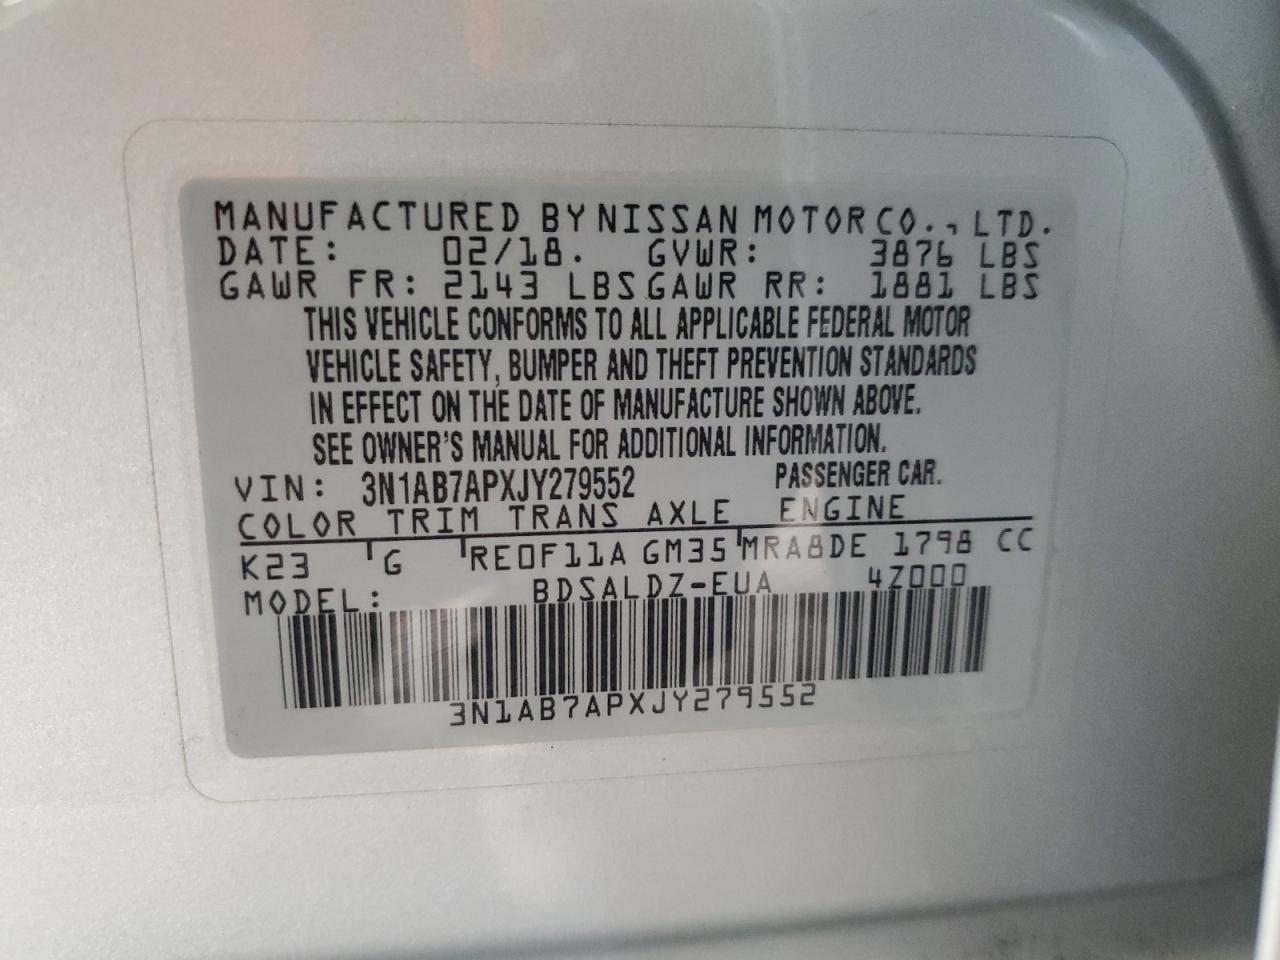 MANUFACTURED BY NISSAN MOTOR CO., LTD.
DATE: 02/18. GVWR: 3876 LBS
GAWR FR: 2143 LBS GAWR RR: 1881 LBS
THIS VEHICLE CONFORMS TO ALL APPLICABLE FEDERAL MOTOR
VEHICLE SAFETY, BUMPER AND THEFT PREVENTION STANDARDS
IN EFFECT ON THE DATE OF MANUFACTURE SHOWN ABOVE.
SEE OWNER'S MANUAL FOR ADDITIONAL INFORMATION.
VIN: 3N1AB7APXJY279552 PASSENGER CAR.
COLOR TRIM TRANS AXLE ENGINE
K23 G RE0F11A GM35 MRA8DE 1798 CC
MODEL: BDSALDZ-EUA 4Z000
3N1AB7APXJY279552